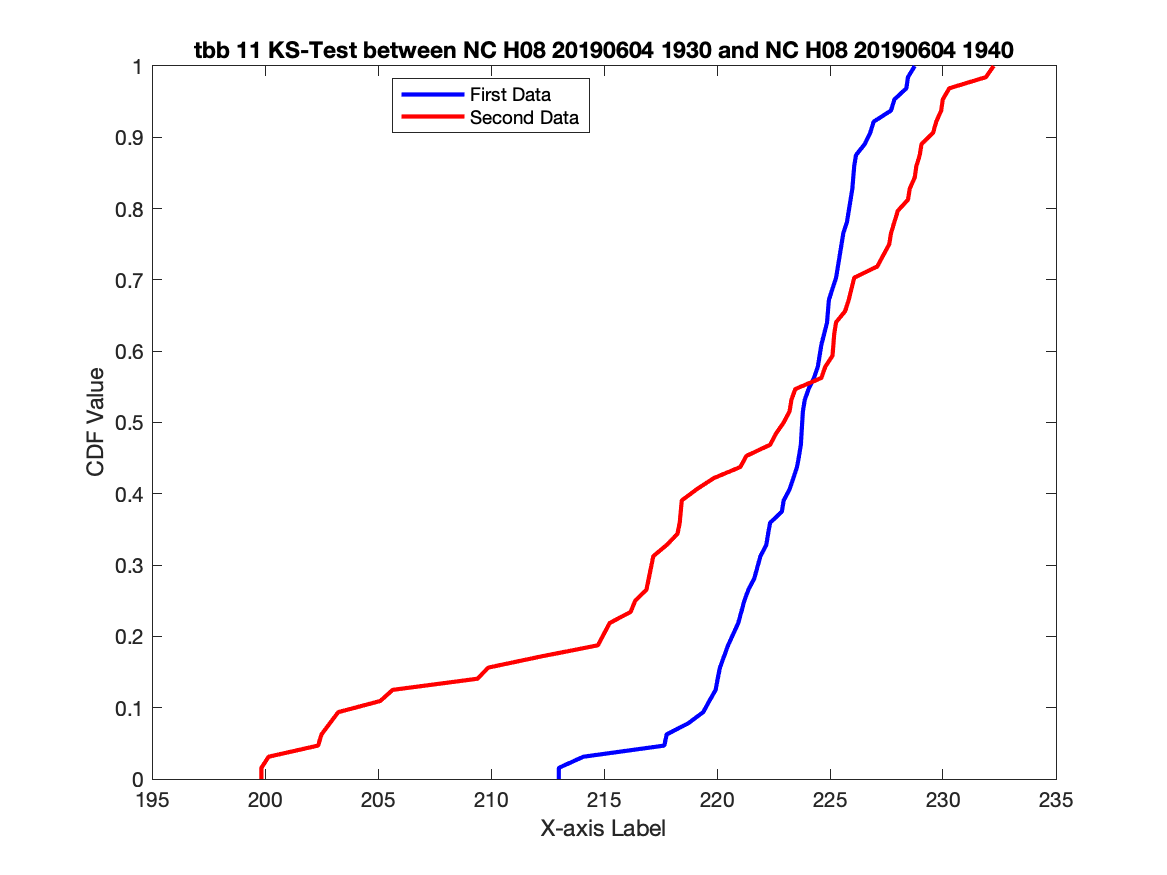 tbb 11 KS-Test between NC H08 20190604 1930 and NC H08 20190604 1940
First Data
Second Data
CDF Value
1
0.9
0.8
0.7
0.6
0.5
0.4
0.3
0.2
0.1
0
195 200 205 210 215 220 225 230 235
X-axis Label